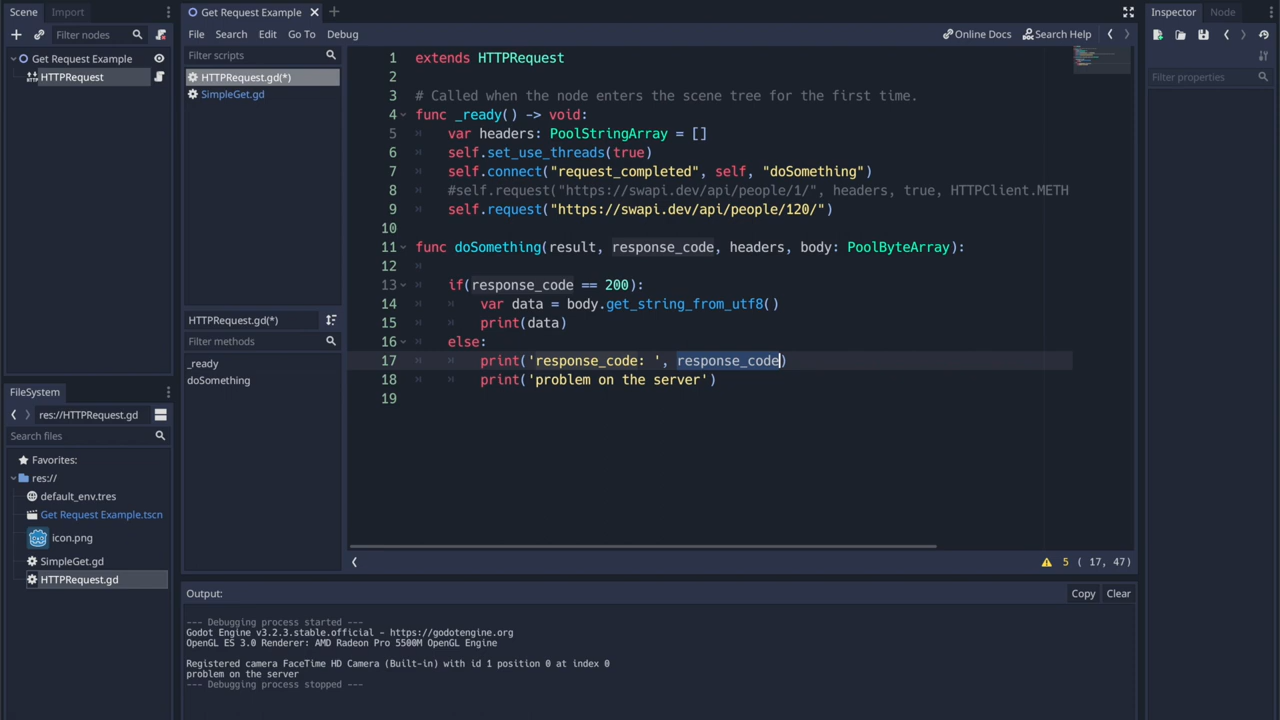 Scene
Import
Filter nodes
Get Request Example
HTTPRequest
FileSystem
res://HTTPRequest.gd
Search files
Favorites:
res://
default_env.tres
Get Request Example.tscn
icon.png
SimpleGet.gd
HTTPRequest.gd
Get Request Example
File Search Edit Go To Debug
Online Docs
Search Help
Filter scripts
HTTPRequest.gd(*)
SimpleGet.gd
HTTPRequest.gd(*)
Filter methods
_ready
doSomething
1 extends HTTPRequest
2
3 # Called when the node enters the scene tree for the first time.
4 func _ready() -> void:
5 var headers: PoolStringArray = []
6 self.set_use_threads(true)
7 self.connect("request_completed", self, "doSomething")
8 #self.request("https://swapi.dev/api/people/1/", headers, true, HTTPClient.METH
9 self.request("https://swapi.dev/api/people/120/")
10
11 func doSomething(result, response_code, headers, body: PoolByteArray):
12
13 if(response_code == 200):
14 var data = body.get_string_from_utf8()
15 print(data)
16 else:
17 print('response_code: ', response_code)
18 print('problem on the server')
19
5 ( 17, 47)
Output:
Copy
Clear
--- Debugging process started ---
Godot Engine v3.2.3.stable.official - https://godotengine.org
OpenGL ES 3.0 Renderer: AMD Radeon Pro 5500M OpenGL Engine
Registered camera FaceTime HD Camera (Built-in) with id 1 position 0 at index 0
problem on the server
--- Debugging process stopped ---
Inspector
Node
Filter properties